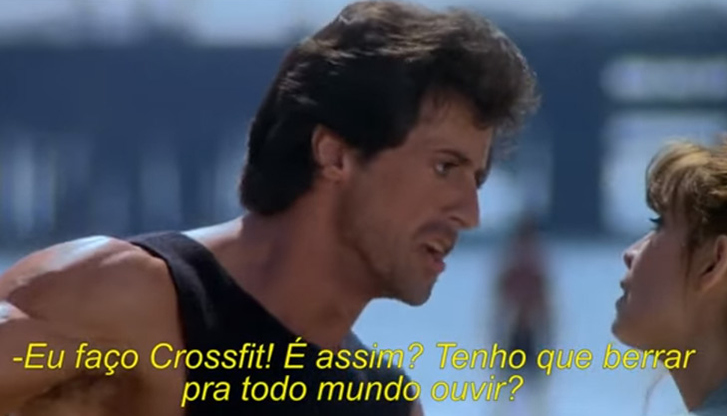 -Eu faço Crossfit! É assim? Tenho que berrar
pra todo mundo ouvir?